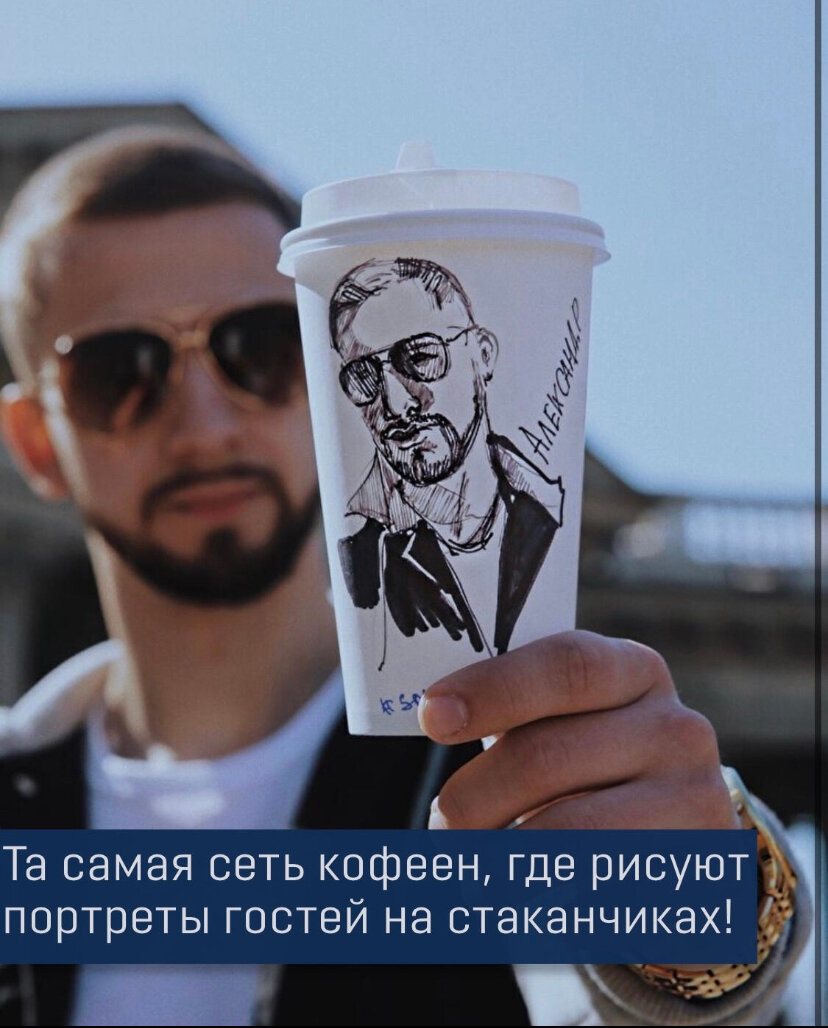 АЛЕКСАНДР
Та самая сеть кофеен, где рисуют
портреты гостей на стаканчиках!